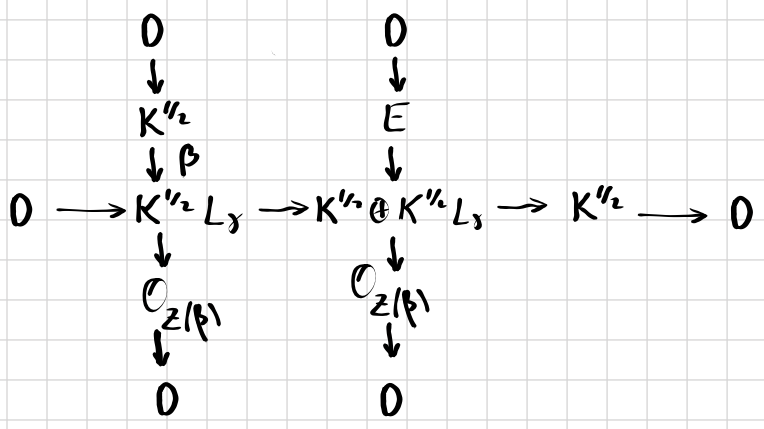 0 0
↓ ↓
K^{1/2} E
↓ β ↓
0 → K^{1/2} L_γ → K^{1/2} ⊕ K^{1/2} L_γ → K^{1/2} → 0
↓ ↓
O_{Z(β)} O_{Z(β)}
↓ ↓
0 0